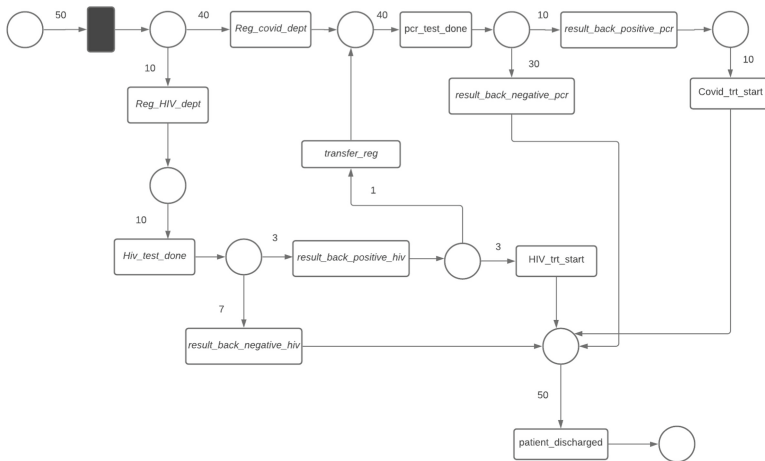 50
40
Reg_covid_dept
40
pcr_test_done
10
result_back_positive_pcr
10
10
30
Reg_HIV_dept
result_back_negative_pcr
Covid_trt_start
transfer_reg
1
10
Hiv_test_done
3
result_back_positive_hiv
3
HIV_trt_start
7
result_back_negative_hiv
50
patient_discharged